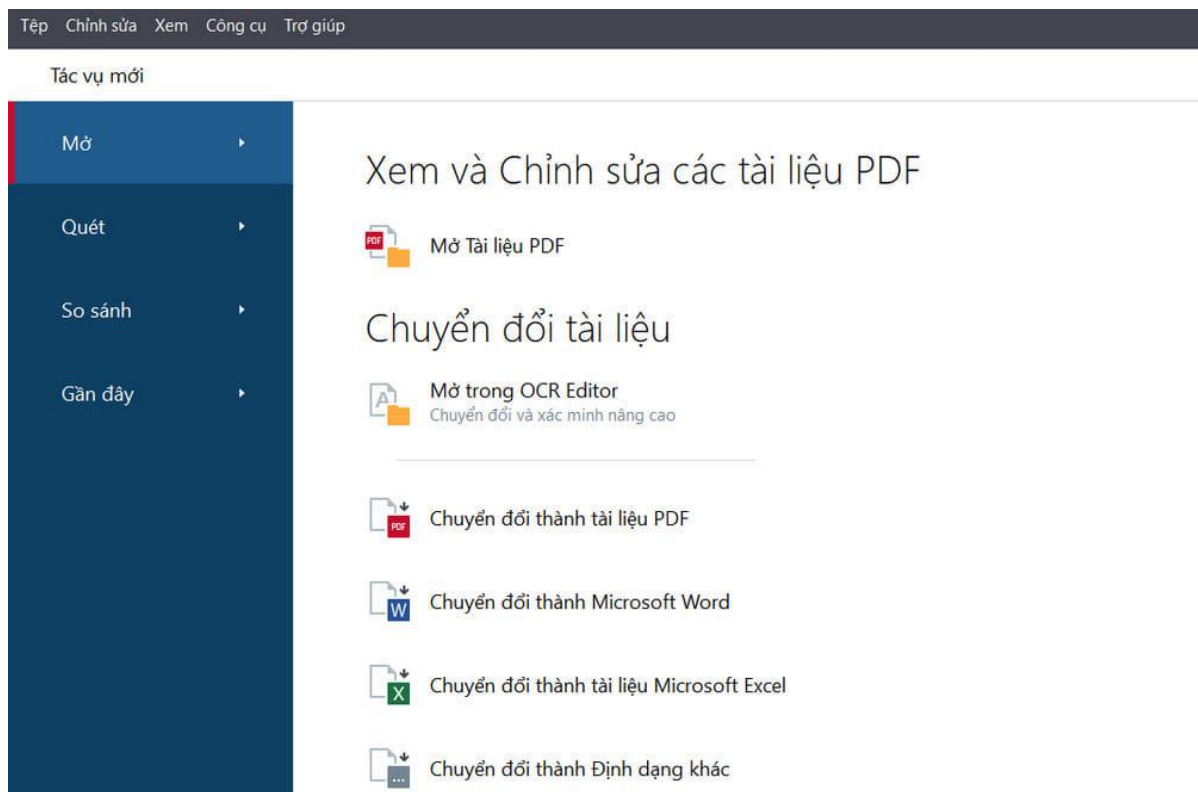 Tệp Chỉnh sửa Xem Công cụ Trợ giúp
Tác vụ mới
Mở
Quét
So sánh
Gần đây
Xem và Chỉnh sửa các tài liệu PDF
PDF
Mở Tài liệu PDF
Chuyển đổi tài liệu
A
Mở trong OCR Editor
Chuyển đổi và xác minh nâng cao
PDF
Chuyển đổi thành tài liệu PDF
W
Chuyển đổi thành Microsoft Word
X
Chuyển đổi thành tài liệu Microsoft Excel
...
Chuyển đổi thành Định dạng khác